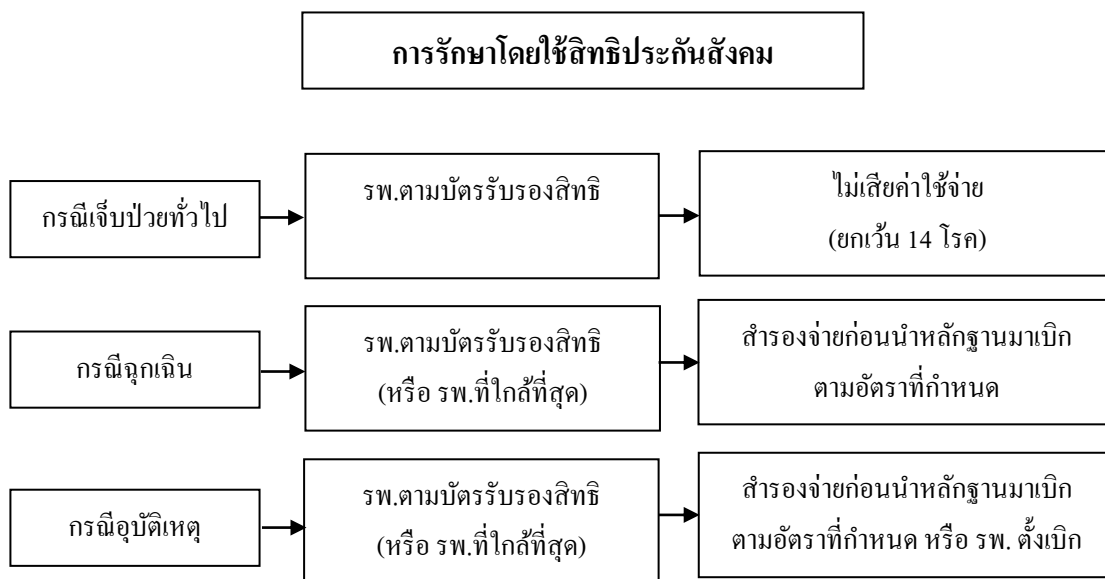 การรักษาโดยใช้สิทธิประกันสังคม
กรณีเจ็บป่วยทั่วไป
รพ.ตามบัตรรับรองสิทธิ
ไม่เสียค่าใช้จ่าย
(ยกเว้น 14 โรค)
กรณีฉุกเฉิน
รพ.ตามบัตรรับรองสิทธิ
(หรือ รพ.ที่ใกล้ที่สุด)
สำรองจ่ายก่อนนำหลักฐานมาเบิก
ตามอัตราที่กำหนด
กรณีอุบัติเหตุ
รพ.ตามบัตรรับรองสิทธิ
(หรือ รพ.ที่ใกล้ที่สุด)
สำรองจ่ายก่อนนำหลักฐานมาเบิก
ตามอัตราที่กำหนด หรือ รพ. ตั้งเบิก